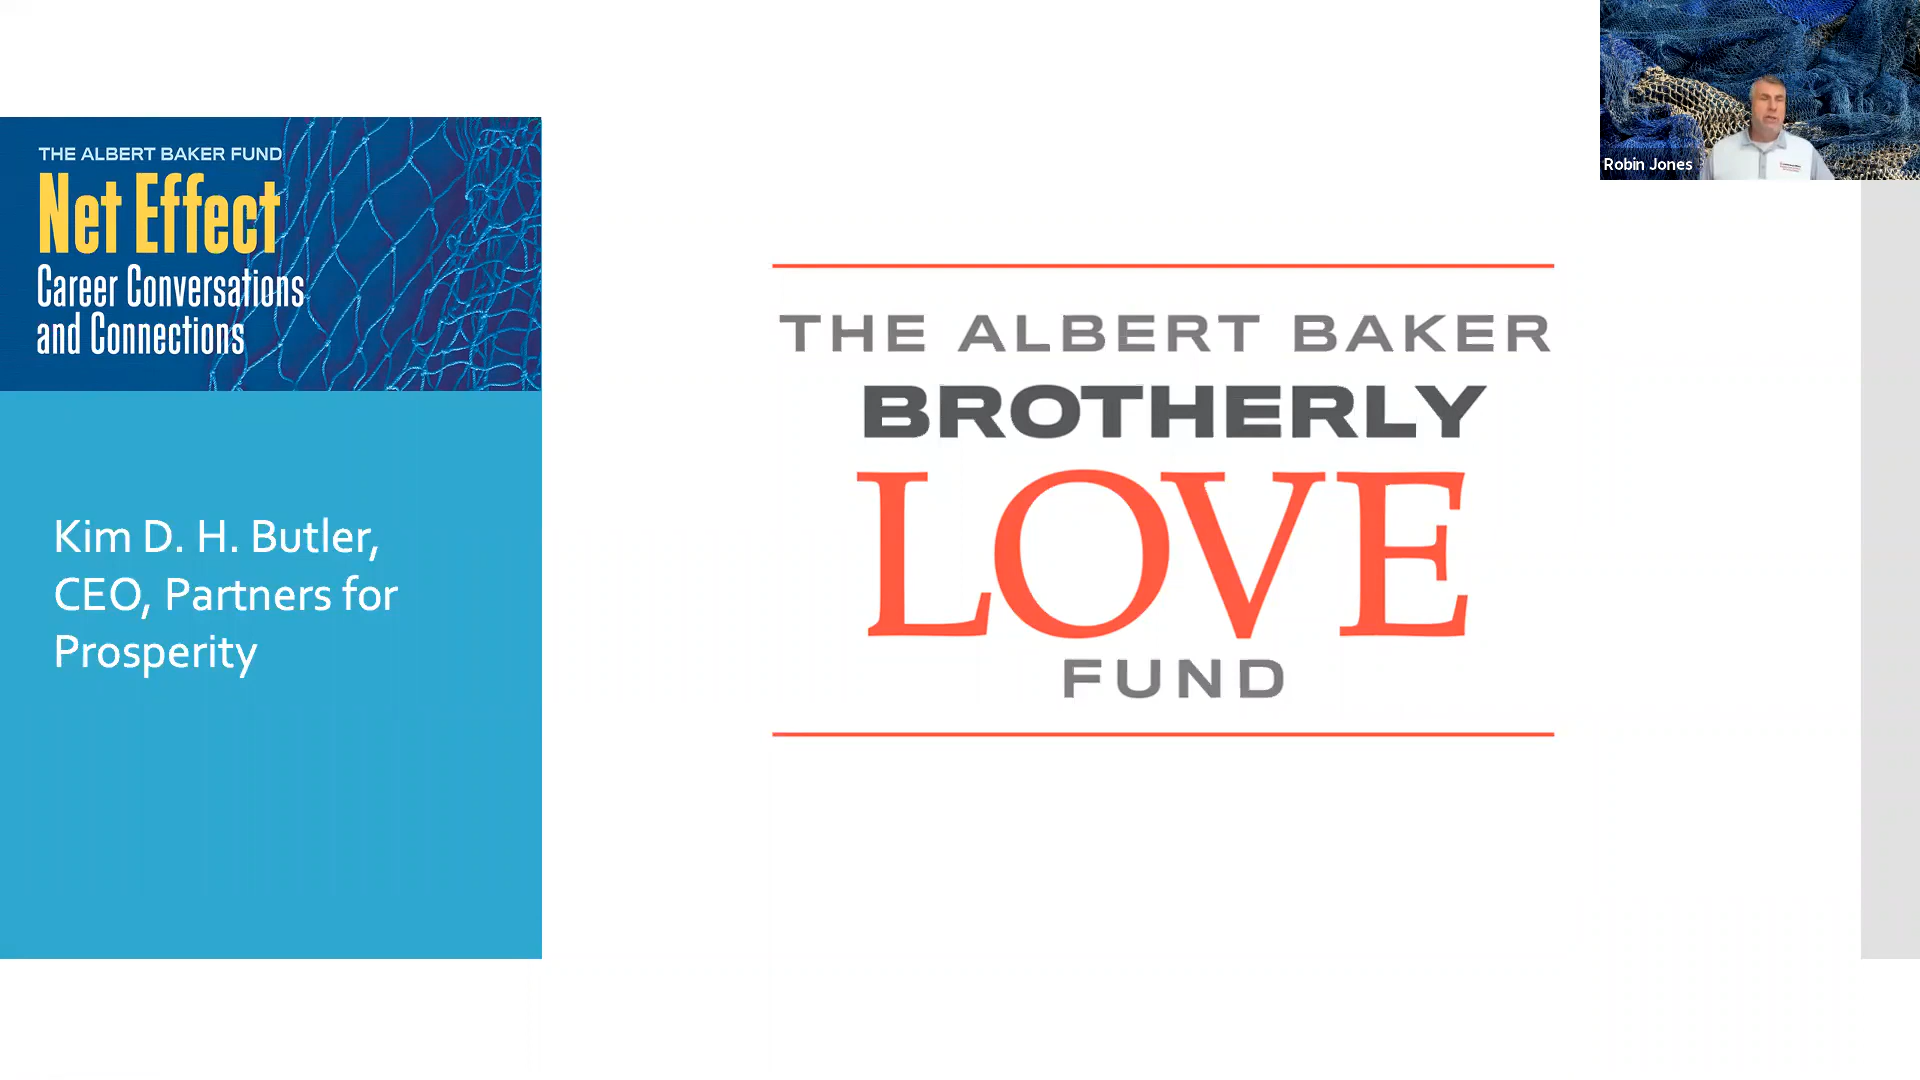 THE ALBERT BAKER FUND
Net Effect
Career Conversations
and Connections
Kim D. H. Butler,
CEO, Partners for
Prosperity
THE ALBERT BAKER
BROTHERLY
LOVE
FUND
Robin Jones